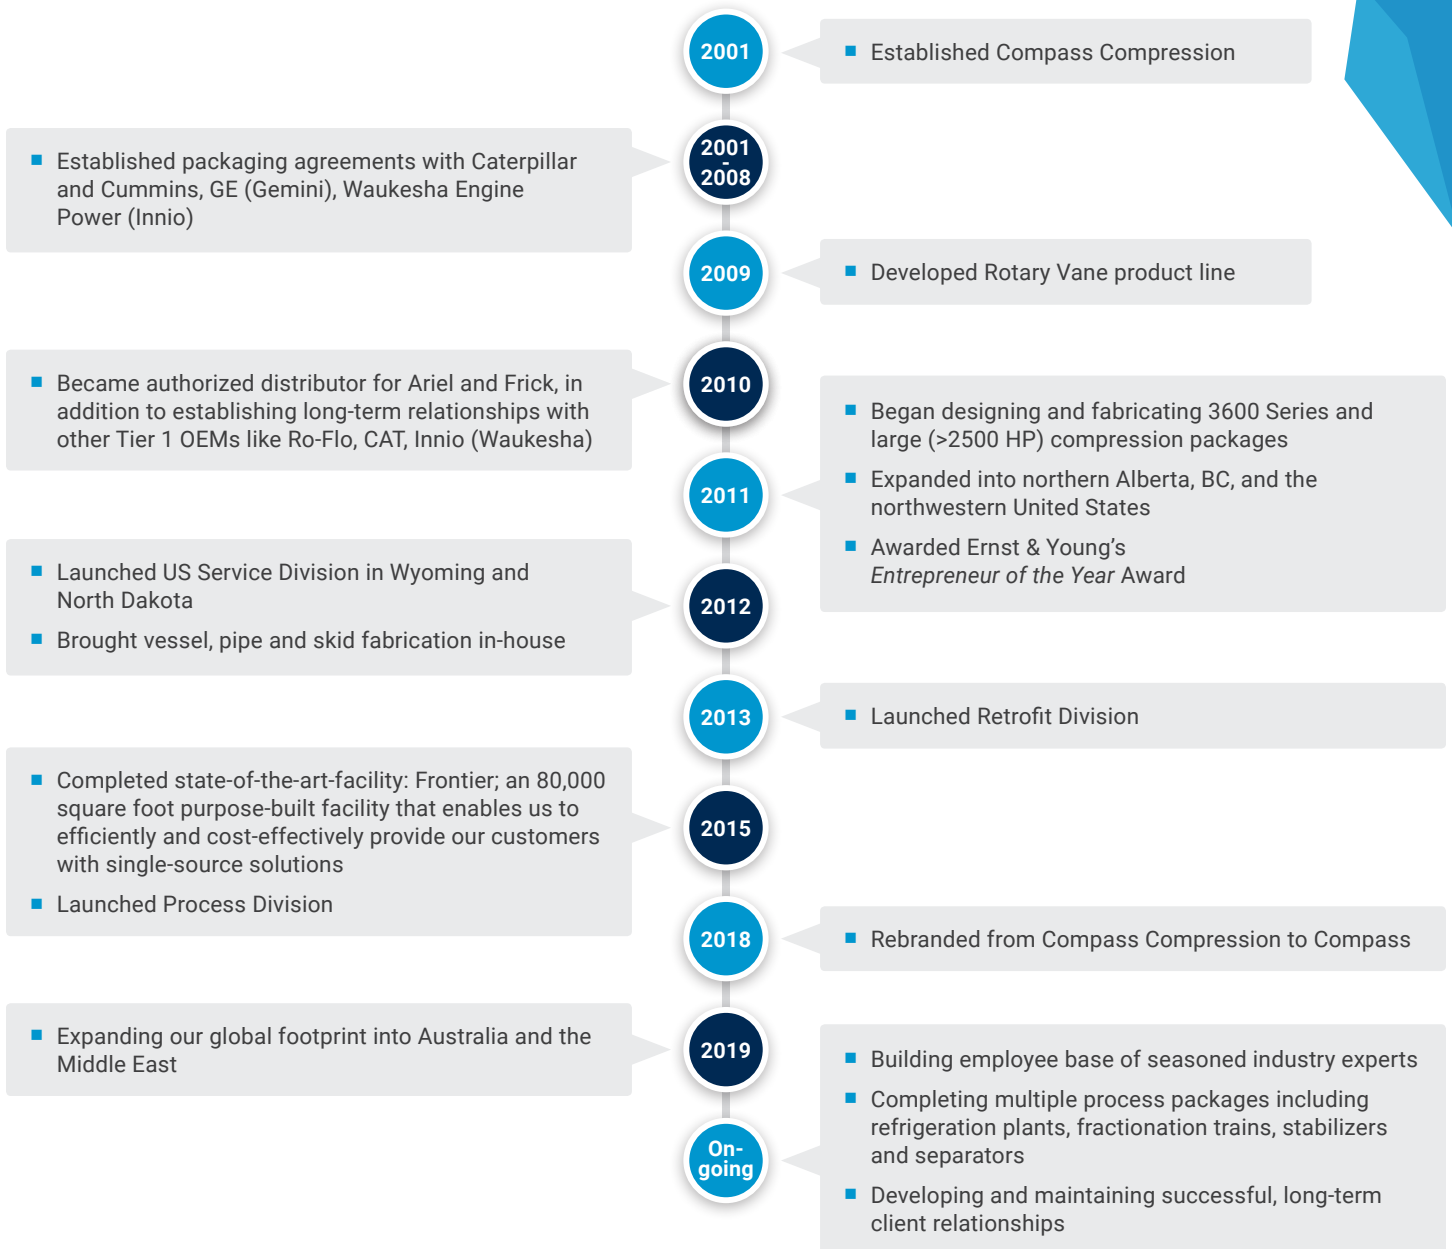 2001
■ Established Compass Compression
2001
-
2008
■ Established packaging agreements with Caterpillar
and Cummins, GE (Gemini), Waukesha Engine
Power (Innio)
2009
■ Developed Rotary Vane product line
2010
■ Became authorized distributor for Ariel and Frick, in
addition to establishing long-term relationships with
other Tier 1 OEMs like Ro-Flo, CAT, Innio (Waukesha)
2011
■ Began designing and fabricating 3600 Series and
large (>2500 HP) compression packages
■ Expanded into northern Alberta, BC, and the
northwestern United States
■ Awarded Ernst & Young’s
Entrepreneur of the Year Award
2012
■ Launched US Service Division in Wyoming and
North Dakota
■ Brought vessel, pipe and skid fabrication in-house
2013
■ Launched Retrofit Division
2015
■ Completed state-of-the-art-facility: Frontier; an 80,000
square foot purpose-built facility that enables us to
efficiently and cost-effectively provide our customers
with single-source solutions
■ Launched Process Division
2018
■ Rebranded from Compass Compression to Compass
2019
■ Expanding our global footprint into Australia and the
Middle East
On-
going
■ Building employee base of seasoned industry experts
■ Completing multiple process packages including
refrigeration plants, fractionation trains, stabilizers
and separators
■ Developing and maintaining successful, long-term
client relationships